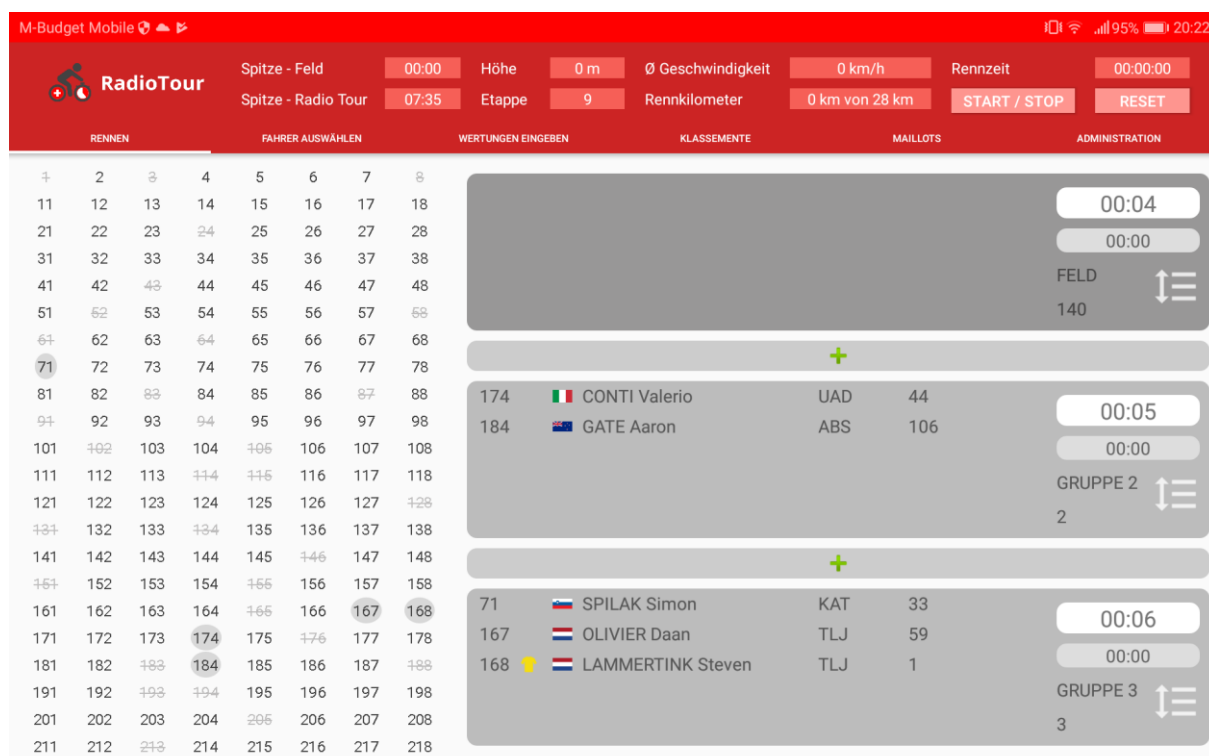 M-Budget Mobile 95% 20:22
RadioTour
Spitze - Feld 00:00 Höhe 0 m Ø Geschwindigkeit 0 km/h Rennzeit 00:00:00
Spitze - Radio Tour 07:35 Etappe 9 Rennkilometer 0 km von 28 km START / STOP RESET
RENNEN FAHRER AUSWÄHLEN WERTUNGEN EINGEBEN KLASSEMENTE MAILLOTS ADMINISTRATION
1 2 3 4 5 6 7 8
11 12 13 14 15 16 17 18
21 22 23 24 25 26 27 28
31 32 33 34 35 36 37 38
41 42 43 44 45 46 47 48
51 52 53 54 55 56 57 58
61 62 63 64 65 66 67 68
71 72 73 74 75 76 77 78
81 82 83 84 85 86 87 88
91 92 93 94 95 96 97 98
101 102 103 104 105 106 107 108
111 112 113 114 115 116 117 118
121 122 123 124 125 126 127 128
131 132 133 134 135 136 137 138
141 142 143 144 145 146 147 148
151 152 153 154 155 156 157 158
161 162 163 164 165 166 167 168
171 172 173 174 175 176 177 178
181 182 183 184 185 186 187 188
191 192 193 194 195 196 197 198
201 202 203 204 205 206 207 208
211 212 213 214 215 216 217 218
00:04
00:00
FELD
140
+
174 CONTI Valerio UAD 44
184 GATE Aaron ABS 106
00:05
00:00
GRUPPE 2
2
+
71 SPILAK Simon KAT 33
167 OLIVIER Daan TLJ 59
168 LAMMERTINK Steven TLJ 1
00:06
00:00
GRUPPE 3
3